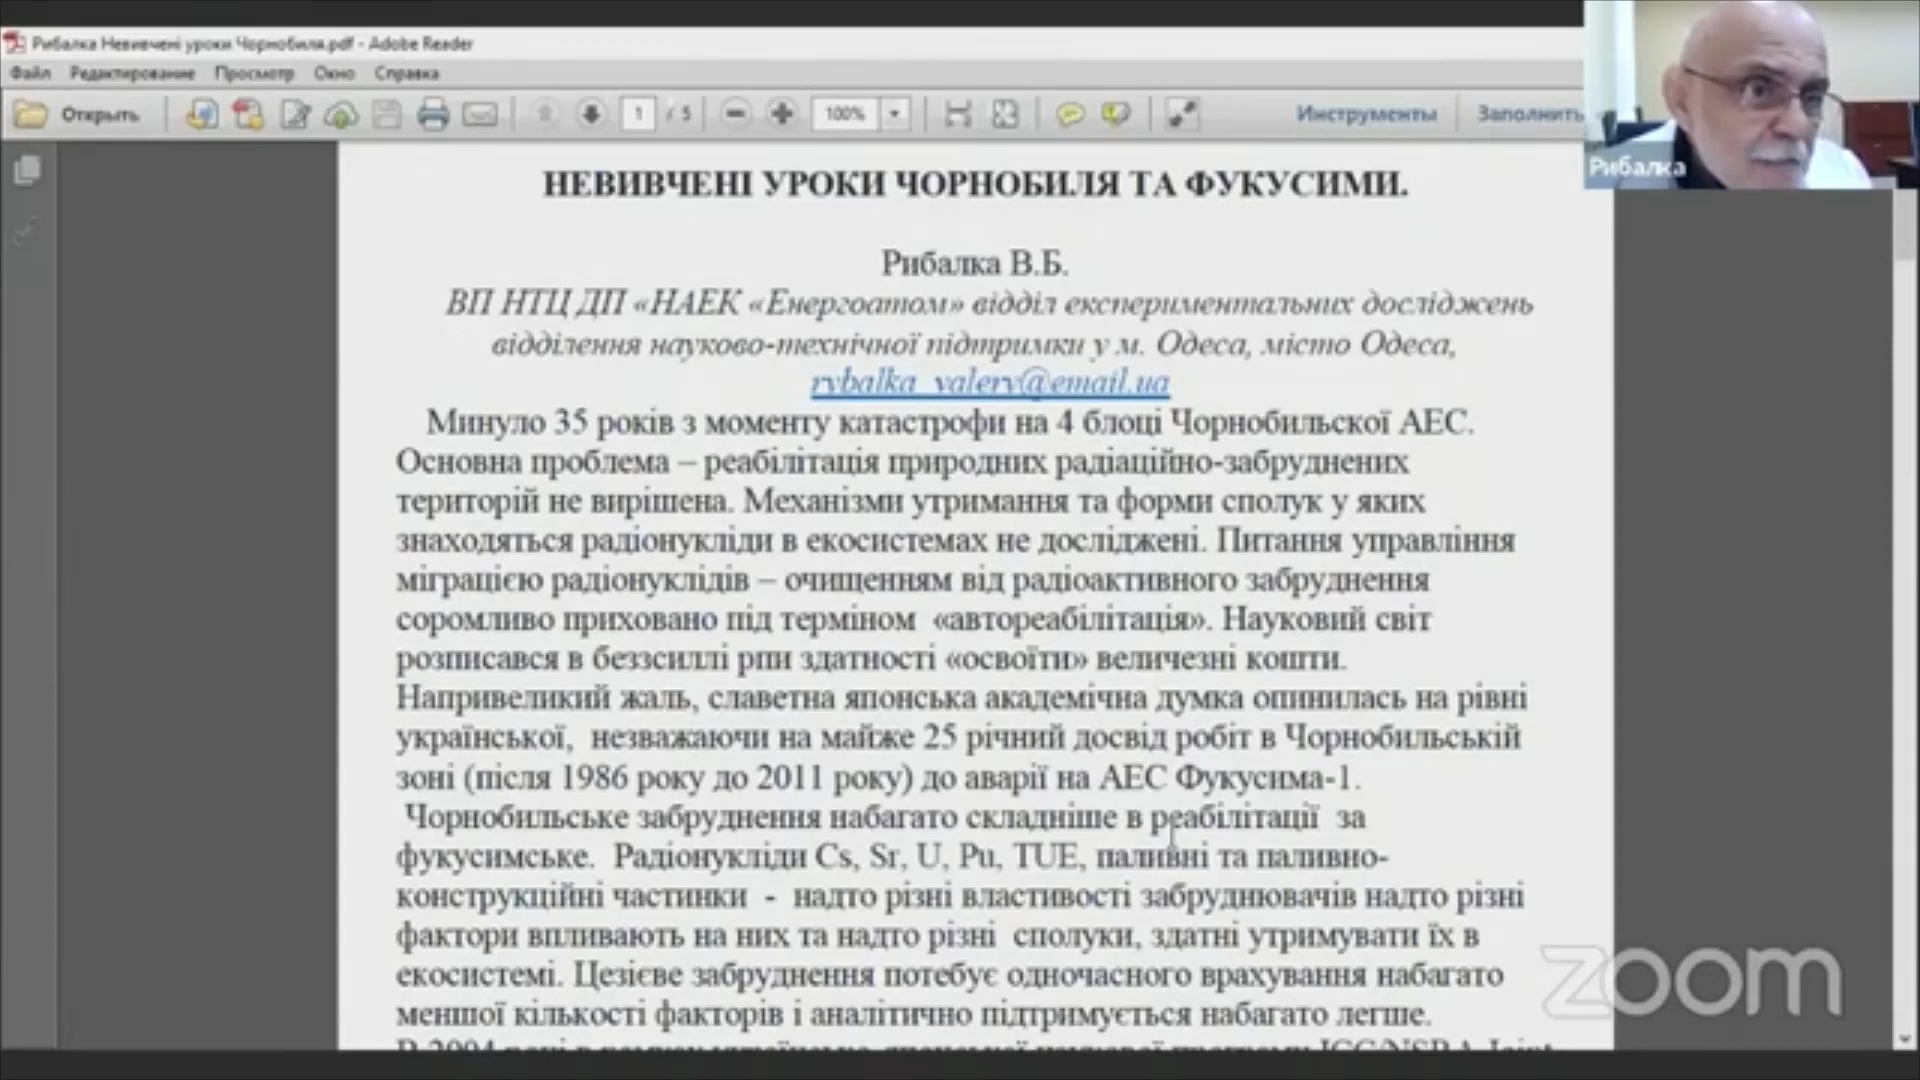 Рибалка Невивчені уроки Чорнобиля.pdf - Adobe Reader
Файл Редактирование Просмотр Окно Справка
Открыть 1 / 5 100% Инструменты Заполнить
Рибалка
НЕВИВЧЕНІ УРОКИ ЧОРНОБИЛЯ ТА ФУКУСИМИ.
Рибалка В.Б.
ВП НТЦ ДП «НАЕК «Енергоатом» відділ експериментальних досліджень
відділення науково-технічної підтримки у м. Одеса, місто Одеса,
rybalka_valery@email.ua
Минуло 35 років з моменту катастрофи на 4 блоці Чорнобильскої АЕС.
Основна проблема – реабілітація природних радіаційно-забруднених
територій не вирішена. Механізми утримання та форми сполук у яких
знаходяться радіонукліди в екосистемах не досліджені. Питання управління
міграцією радіонуклідів – очищенням від радіоактивного забруднення
соромливо приховано під терміном «автореабілітація». Науковий світ
розписався в беззсиллі рпи здатності «освоїти» величезні кошти.
Напривеликий жаль, славетна японська академічна думка опинилась на рівні
української, незважаючи на майже 25 річний досвід робіт в Чорнобильській
зоні (після 1986 року до 2011 року) до аварії на АЕС Фукусима-1.
Чорнобильське забруднення набагато складніше в реабілітації за
фукусимське. Радіонукліди Cs, Sr, U, Pu, TUE, паливні та паливно-
конструкційні частинки - надто різні властивості забруднювачів надто різні
фактори впливають на них та надто різні сполуки, здатні утримувати їх в
екосистемі. Цезієве забруднення потебує одночасного врахування набагато
меншої кількості факторів і аналітично підтримується набагато легше.
zoom